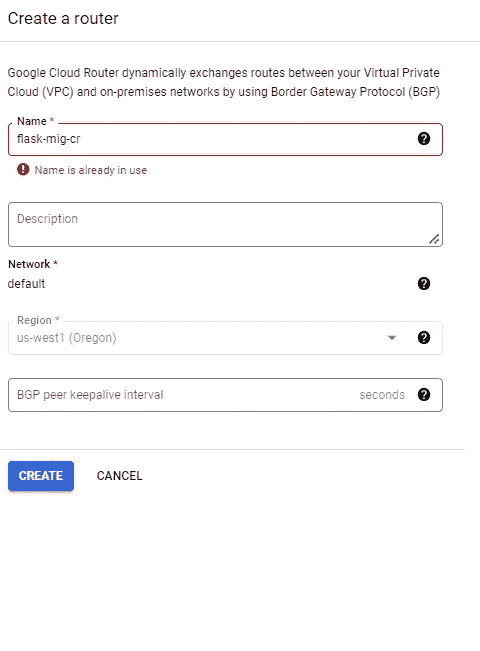 Create a router
Google Cloud Router dynamically exchanges routes between your Virtual Private
Cloud (VPC) and on-premises networks by using Border Gateway Protocol (BGP)
Name *
flask-mig-cr
Name is already in use
Description
Network *
default
Region *
us-west1 (Oregon)
BGP peer keepalive interval seconds
CREATE CANCEL